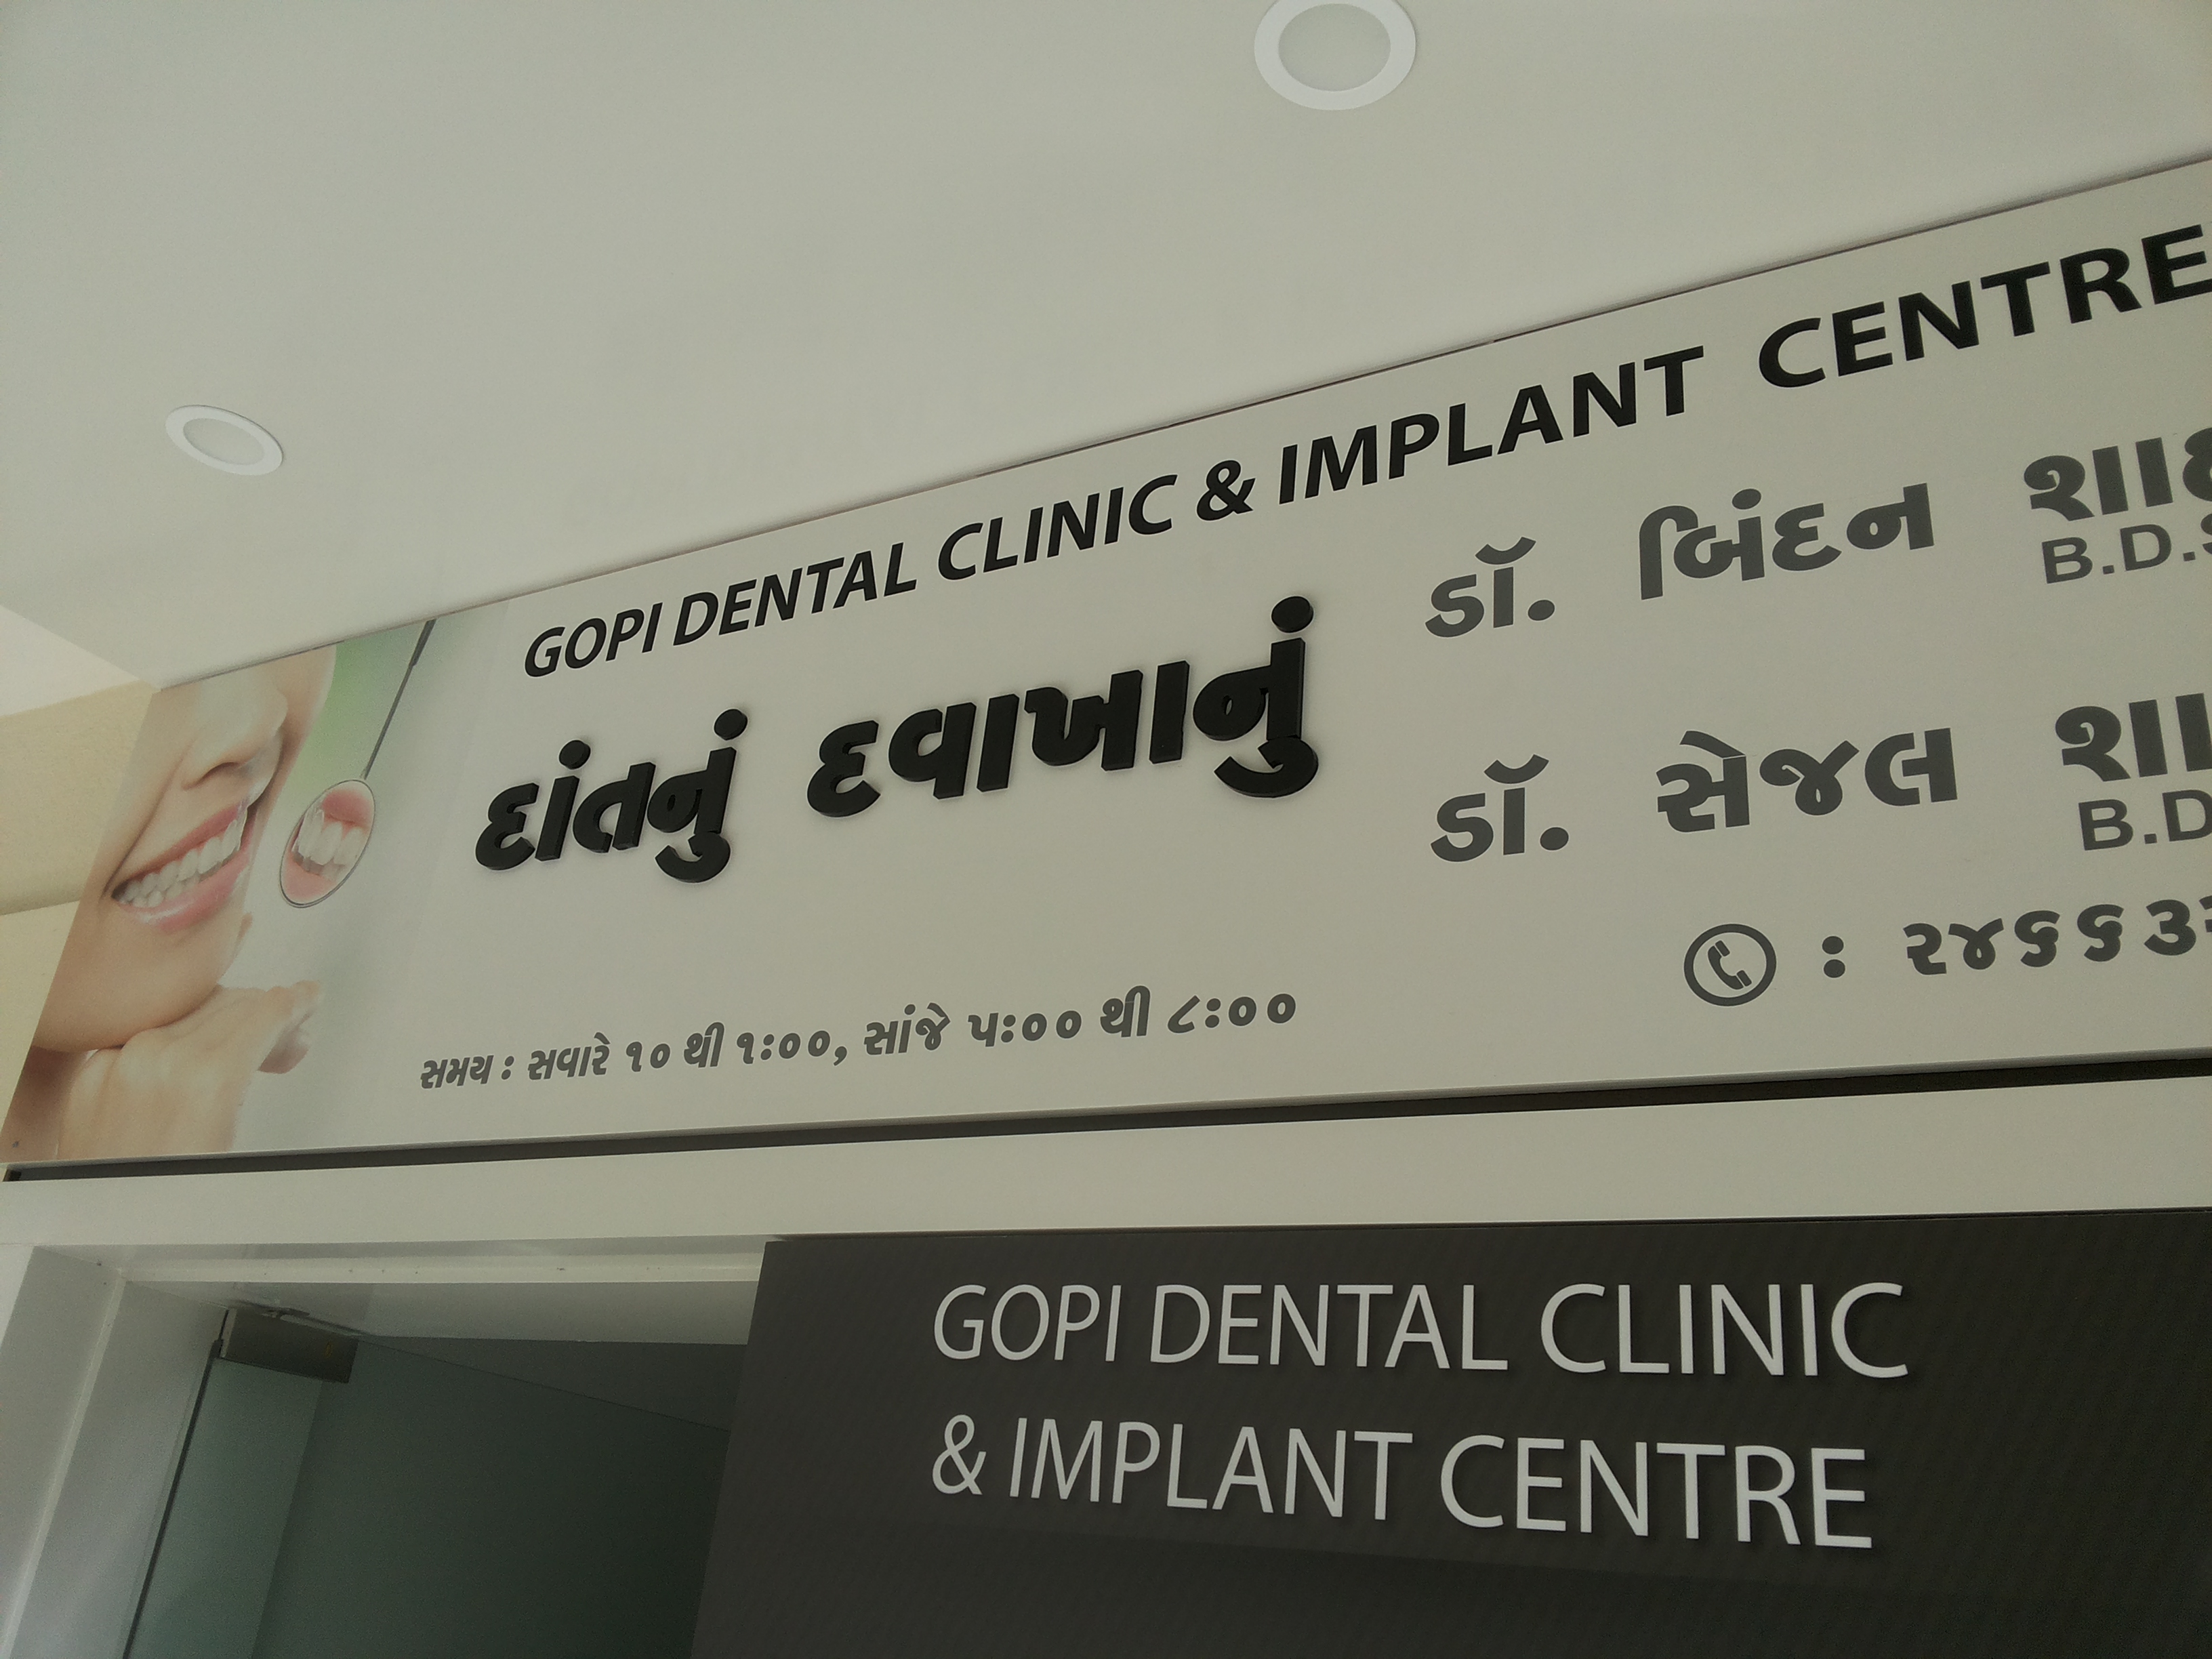 GOPI DENTAL CLINIC & IMPLANT CENTRE
દાંતનું દવાખાનું
ડૉ. બિંદન
B.D.
ડૉ. સેજલ
B.D
: ૨૪૬૬૩
સમય : સવારે ૧૦ થી ૧:૦૦, સાંજે ૫:૦૦ થી ૮:૦૦
GOPI DENTAL CLINIC
& IMPLANT CENTRE